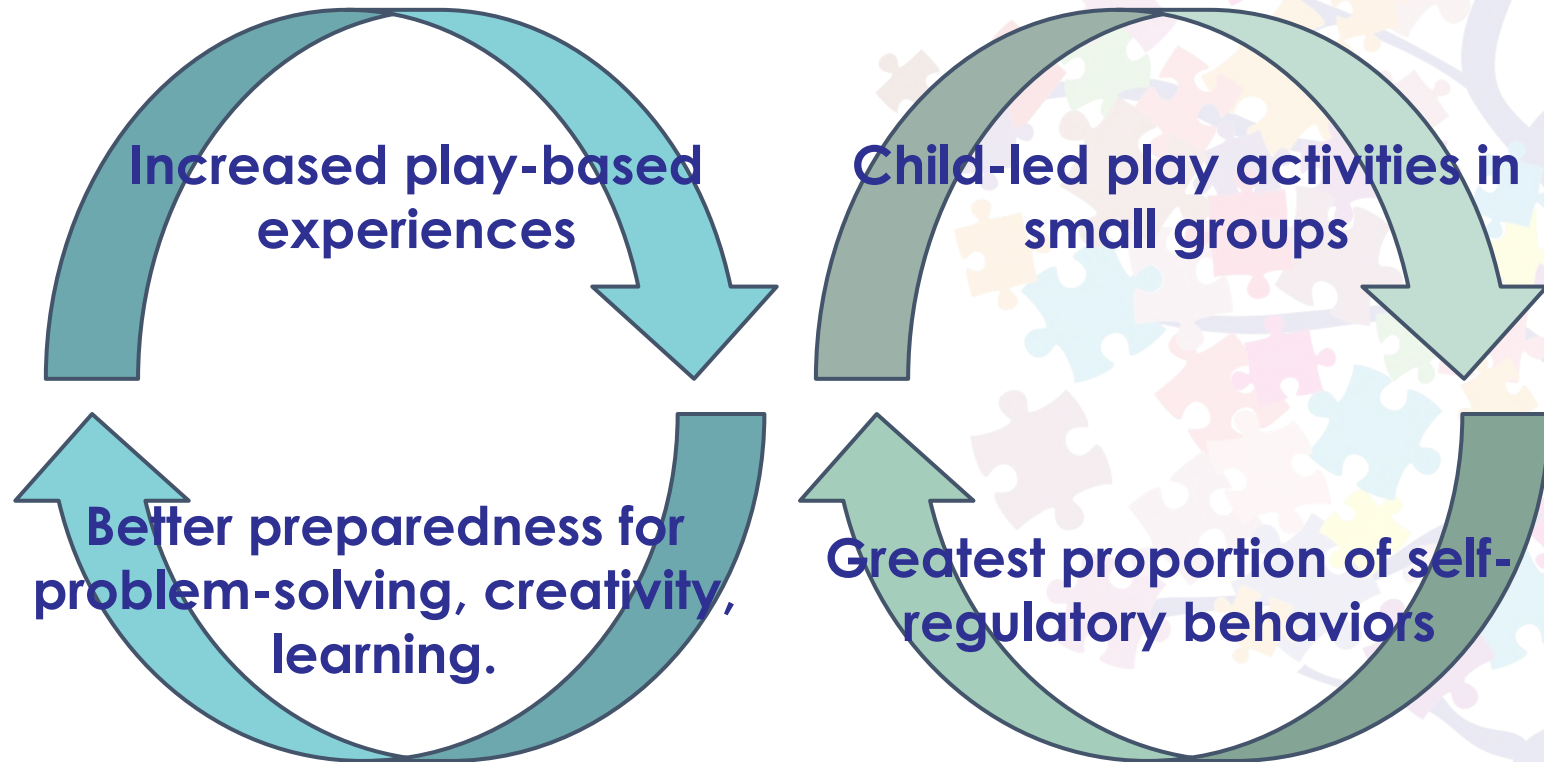 Increased play-based
experiences
Child-led play activities in
small groups
Better preparedness for
problem-solving, creativity,
learning.
Greatest proportion of self-
regulatory behaviors